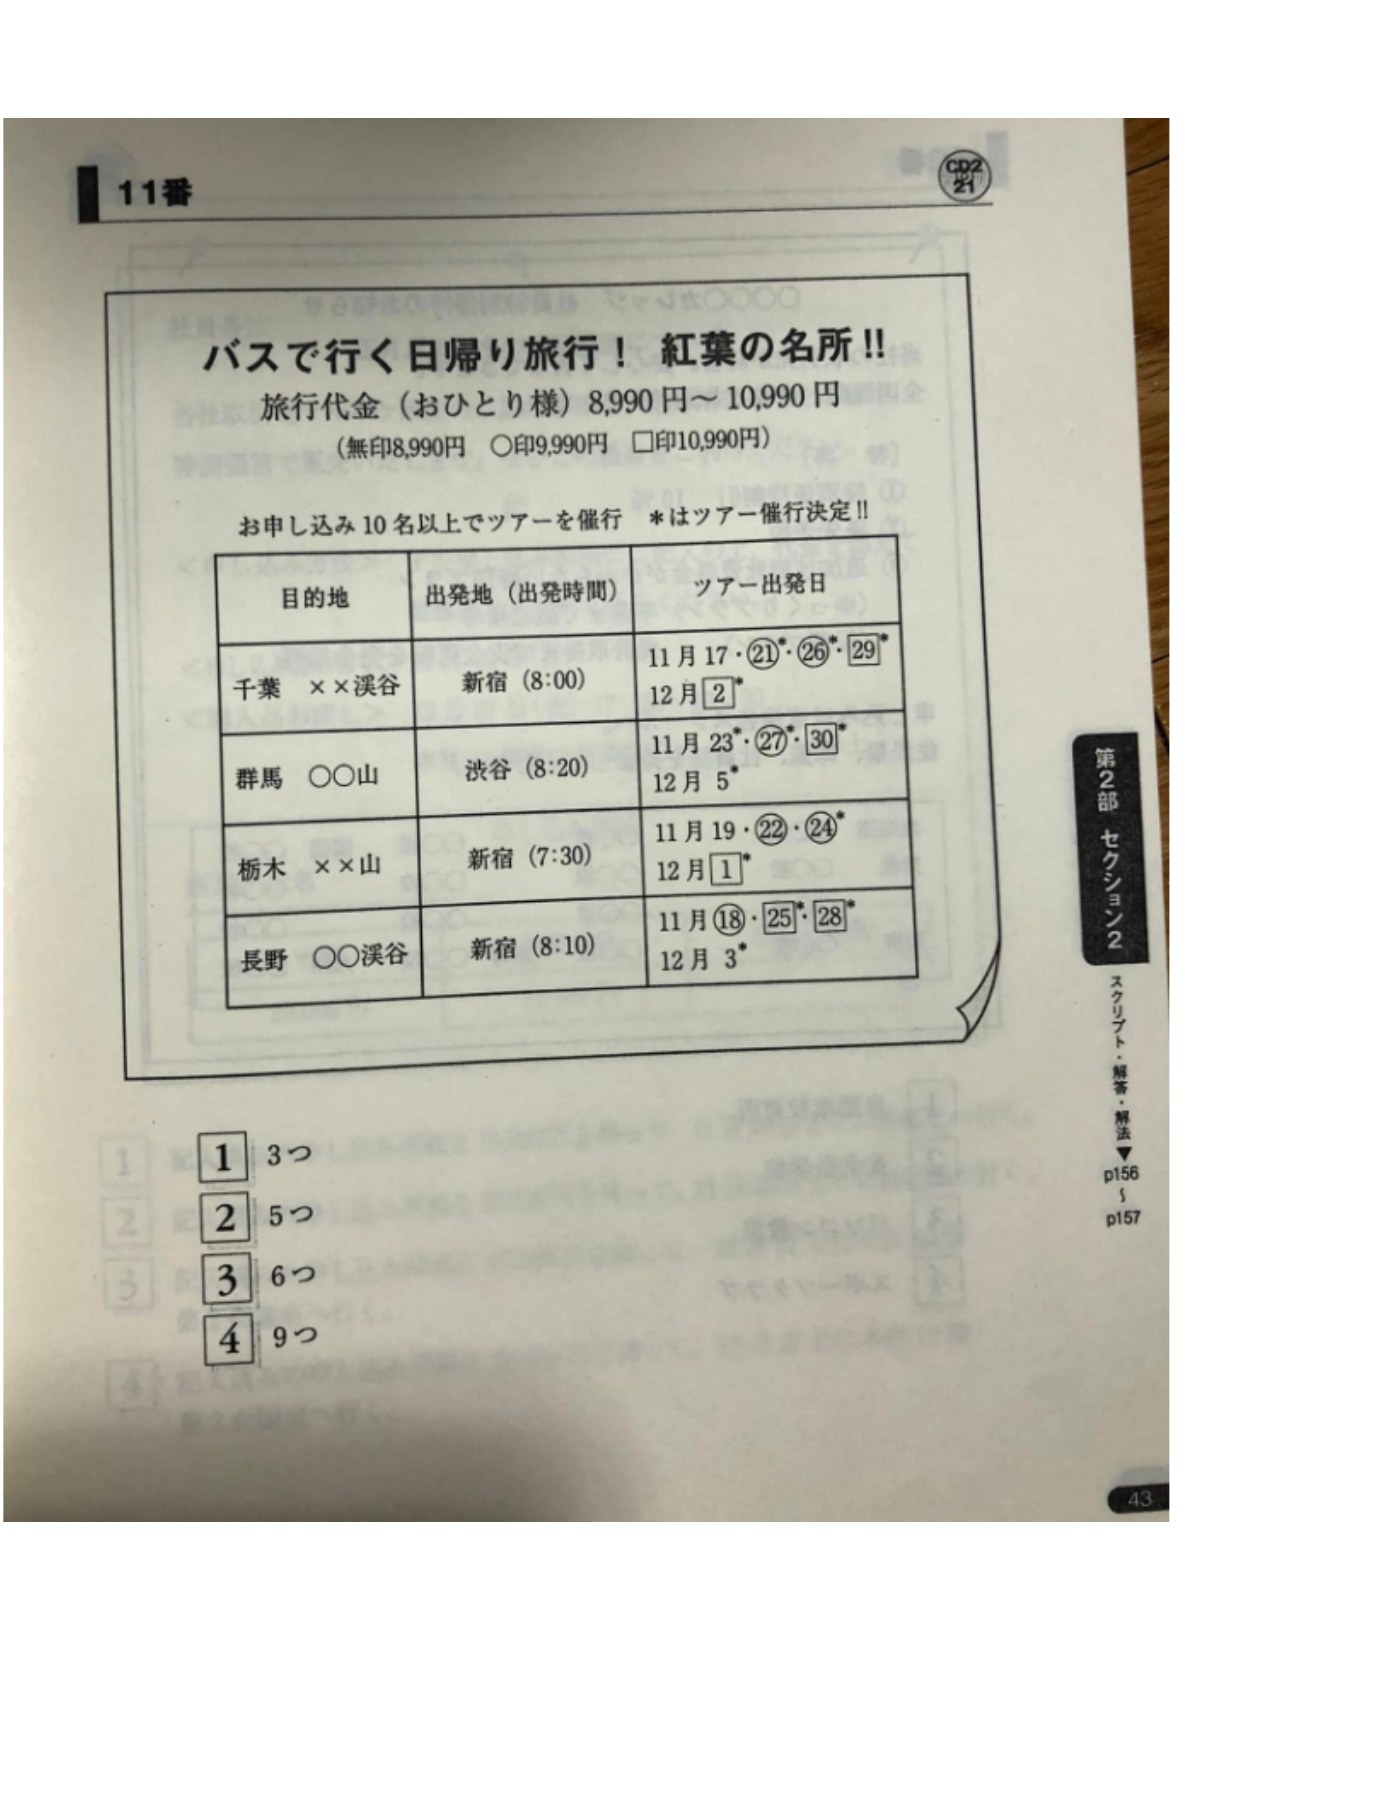 11番
CD2
21
バスで行く日帰り旅行！ 紅葉の名所!!
旅行代金（おひとり様）8,990円～10,990円
（無印8,990円 ○印9,990円 □印10,990円）
お申し込み10名以上でツアーを催行 ＊はツアー催行決定!!
目的地 出発地（出発時間） ツアー出発日
千葉 ××渓谷 新宿（8:00） 11月17・㉑*・㉖*・29*
12月2*
群馬 ○○山 渋谷（8:20） 11月23*・㉗*・30*
12月 5*
栃木 ××山 新宿（7:30） 11月19・㉒・㉔*
12月1*
長野 ○○渓谷 新宿（8:10） 11月⑱・25*・28*
12月 3*
1 3つ
2 5つ
3 6つ
4 9つ
第2部 セクション2
スクリプト・解答・解法▼
p156
～
p157
43